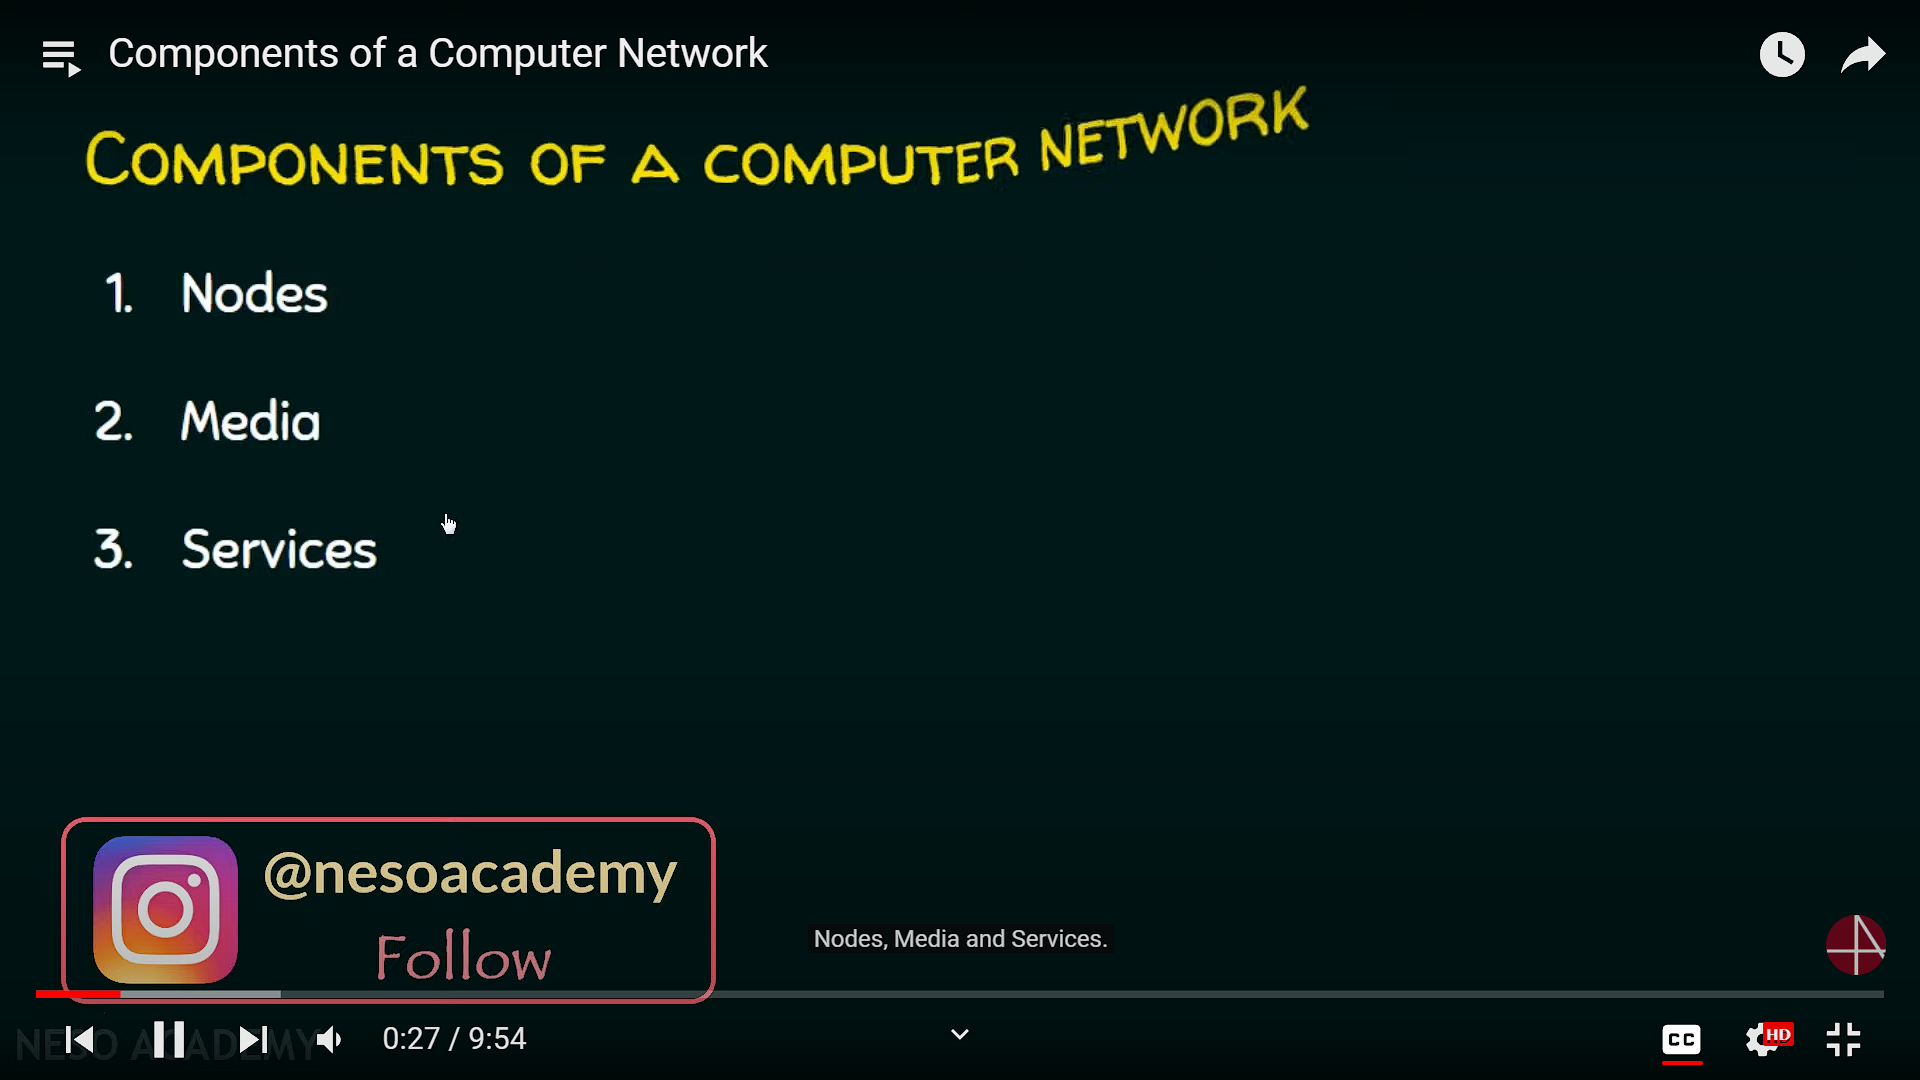 Components of a Computer Network
COMPONENTS OF A COMPUTER NETWORK
1. Nodes
2. Media
3. Services
@nesoacademy
Follow
Nodes, Media and Services.
NESO ACADEMY
0:27 / 9:54
CC
HD